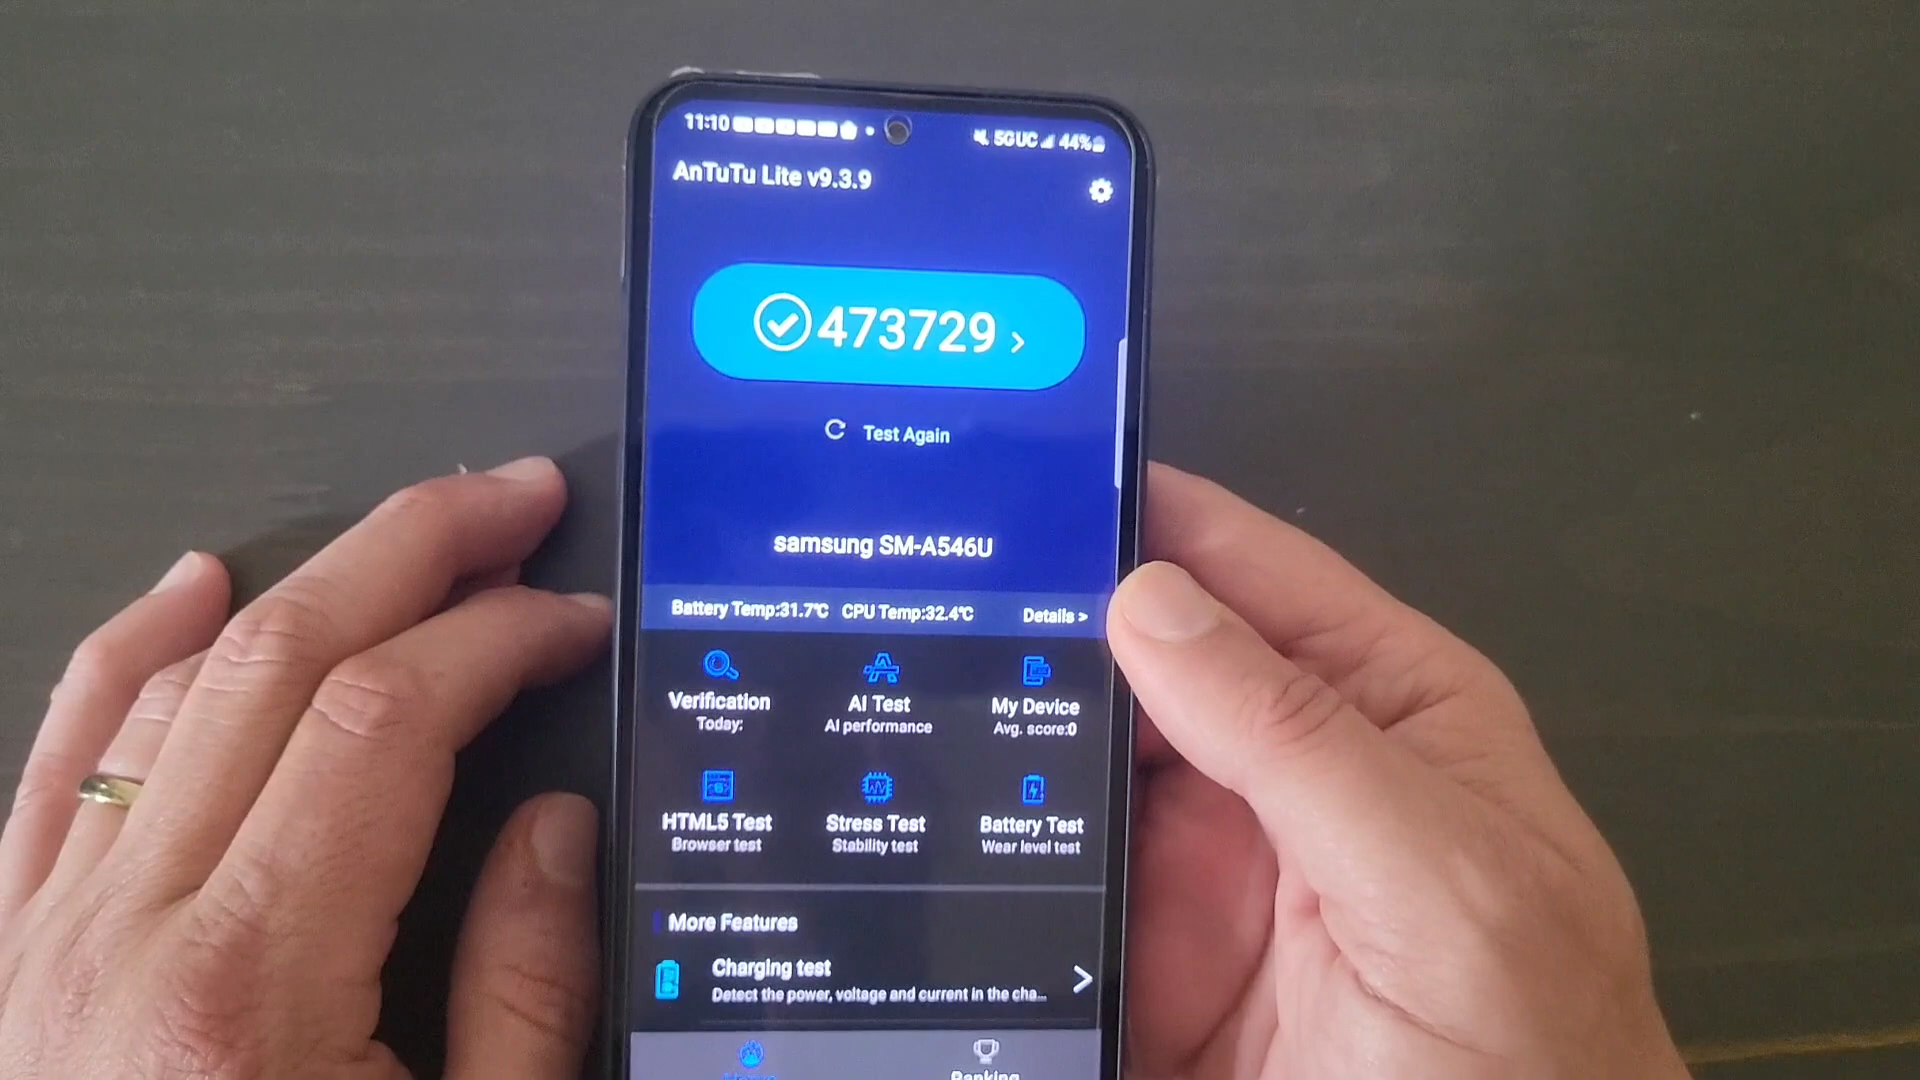 11:10 5G UC 44%
AnTuTu Lite v9.3.9
473729 >
Test Again
samsung SM-A546U
Battery Temp:31.7℃ CPU Temp:32.4℃ Details >
Verification AI Test My Device
Today: AI performance Avg. score:0
HTML5 Test Stress Test Battery Test
Browser test Stability test Wear level test
More Features
Charging test
Detect the power, voltage and current in the cha...
Ranking